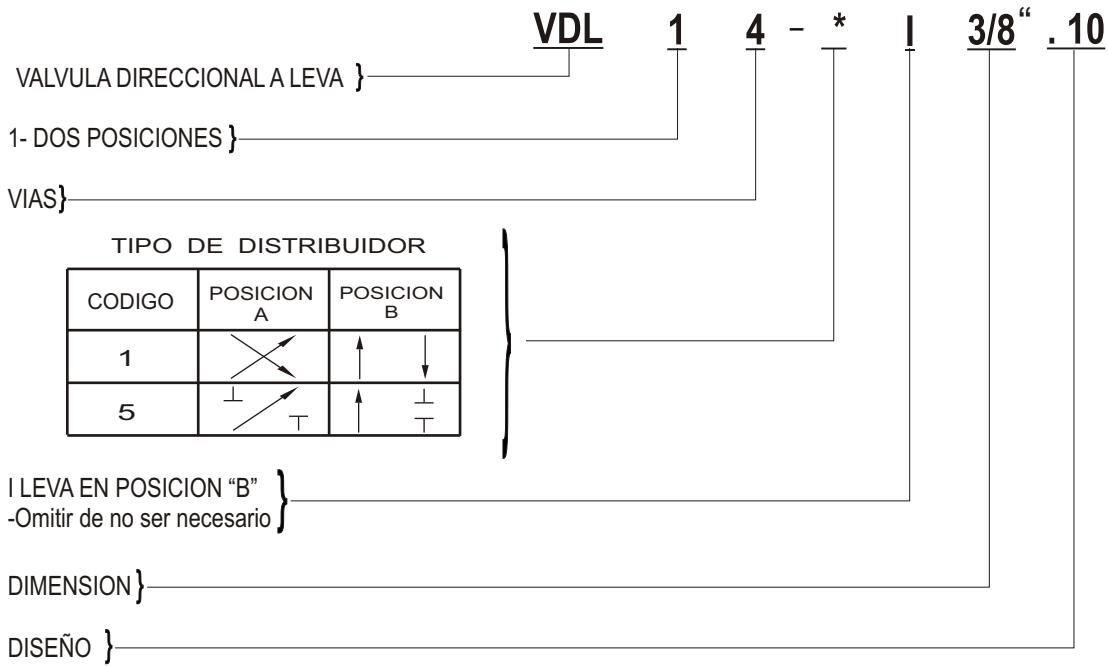 VDL 1 4 - * I 3/8“ . 10
VALVULA DIRECCIONAL A LEVA }
1- DOS POSICIONES }
VIAS}
TIPO DE DISTRIBUIDOR
CODIGO POSICION A POSICION B
1
5
I LEVA EN POSICION “B”
-Omitir de no ser necesario
DIMENSION }
DISEÑO }